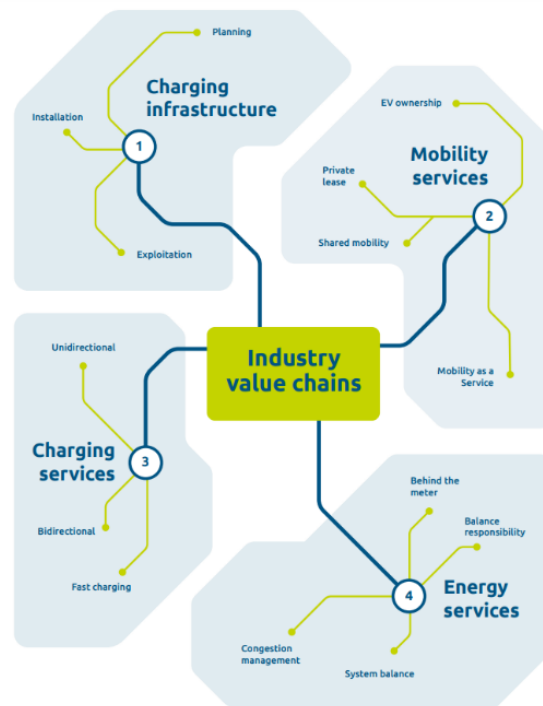 Planning
Charging
infrastructure
Installation
1
Exploitation
EV ownership
Mobility
services
Private
lease
2
Shared mobility
Mobility as a
Service
Industry
value chains
Unidirectional
Charging
services
3
Bidirectional
Fast charging
Behind the
meter
Balance
responsibility
4
Energy
services
Congestion
management
System balance